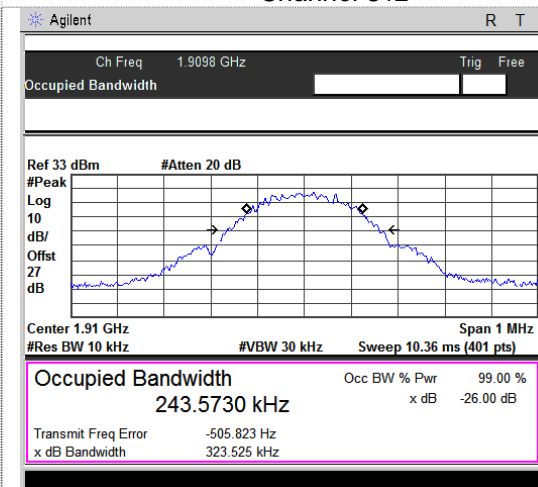 Agilent R T
Ch Freq 1.9098 GHz Trig Free
Occupied Bandwidth
Ref 33 dBm #Atten 20 dB
#Peak
Log
10
dB/
Offst
27
dB
Center 1.91 GHz Span 1 MHz
#Res BW 10 kHz #VBW 30 kHz Sweep 10.36 ms (401 pts)
Occupied Bandwidth Occ BW % Pwr 99.00 %
243.5730 kHz x dB -26.00 dB
Transmit Freq Error -505.823 Hz
x dB Bandwidth 323.525 kHz